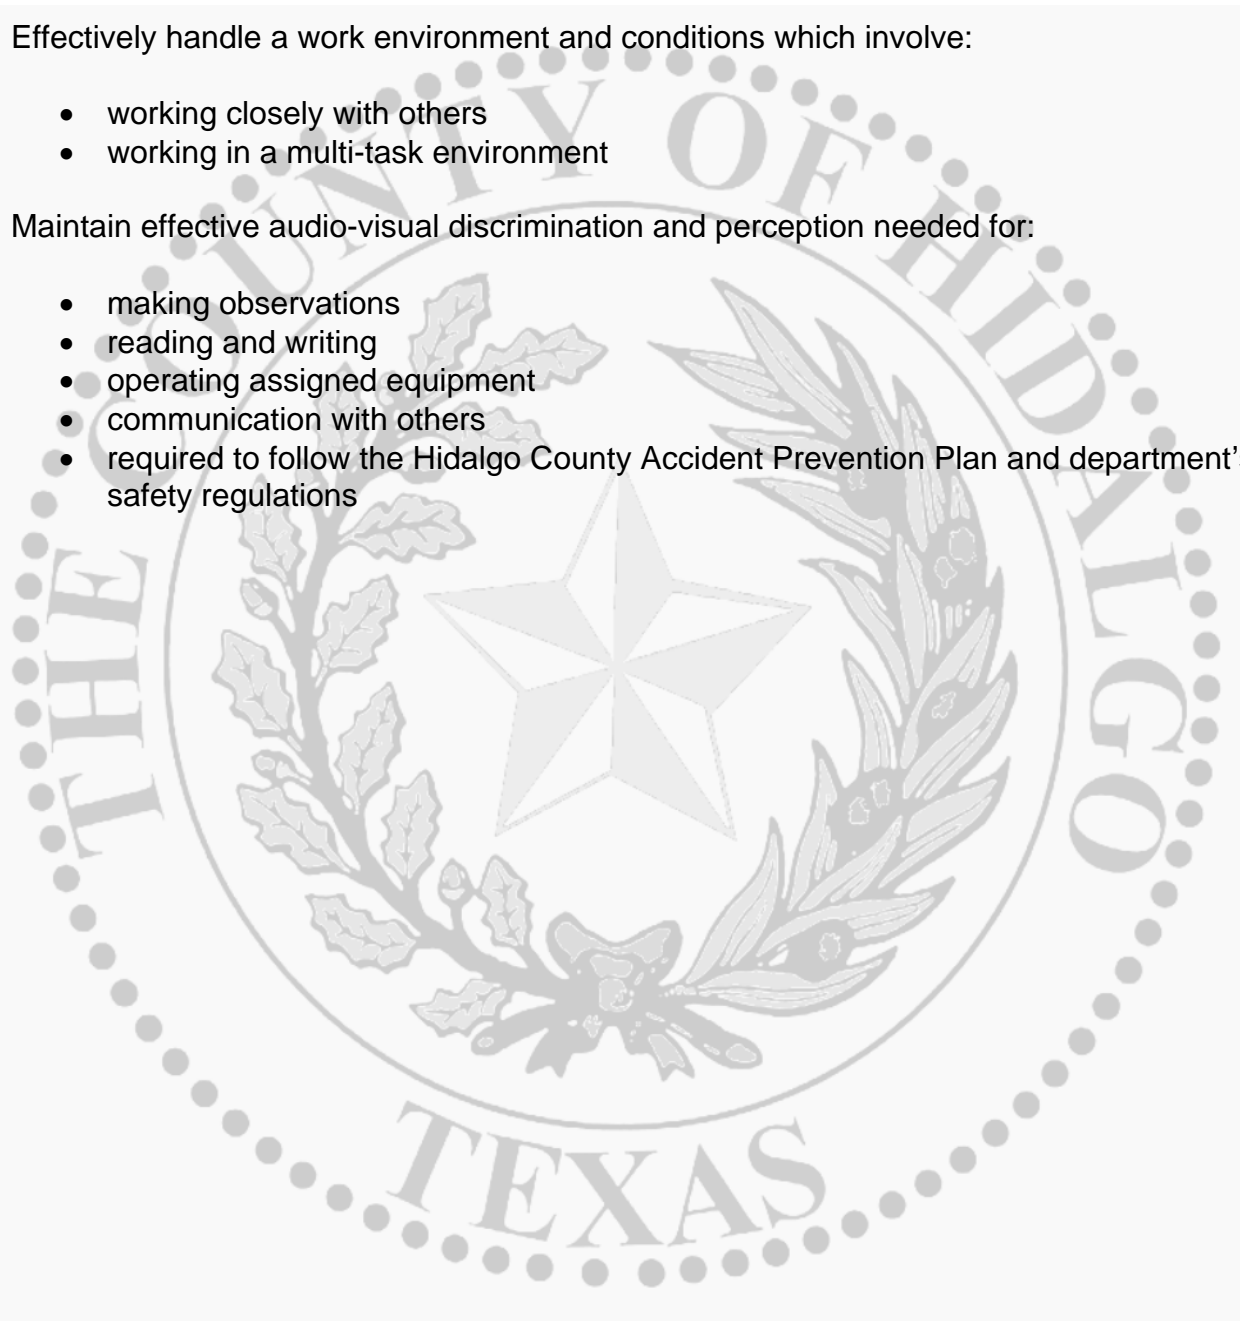 Effectively handle a work environment and conditions which involve:
• working closely with others
• working in a multi-task environment
Maintain effective audio-visual discrimination and perception needed for:
• making observations
• reading and writing
• operating assigned equipment
• communication with others
• required to follow the Hidalgo County Accident Prevention Plan and department's
safety regulations
THE COUNTY OF HIDALGO
TEXAS